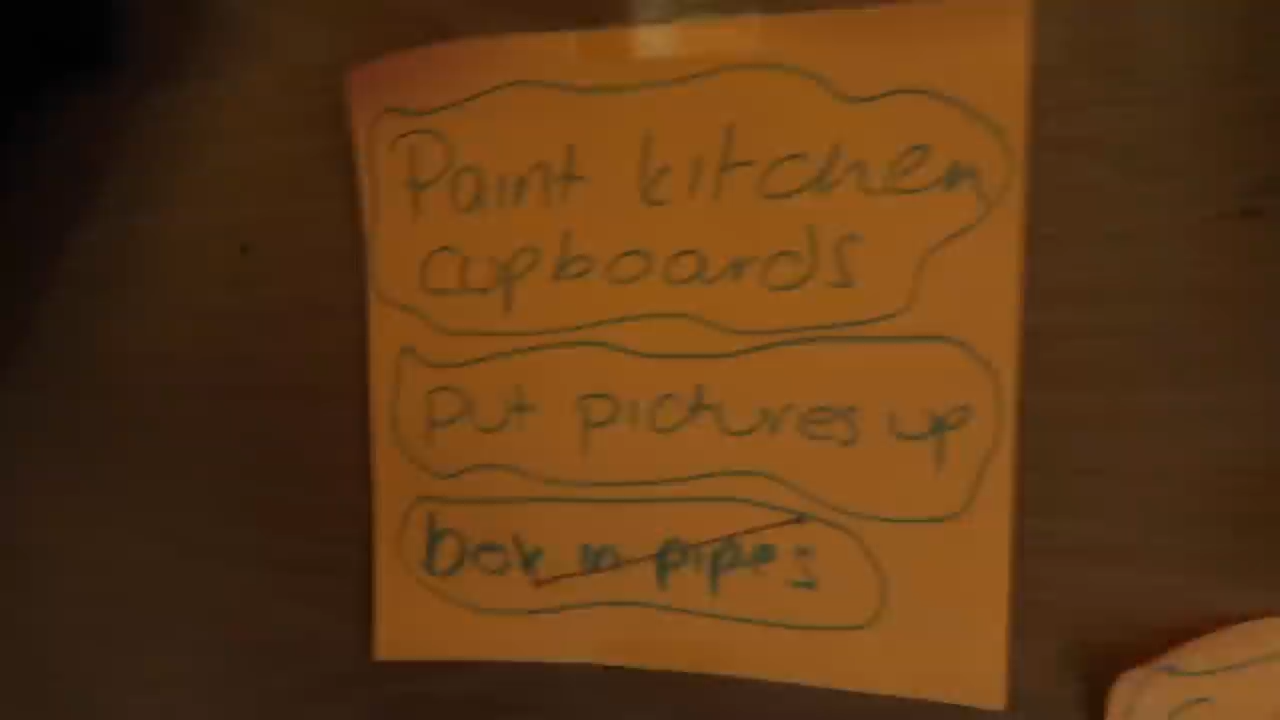 Paint kitchen
cupboards
put pictures up
box in pipes